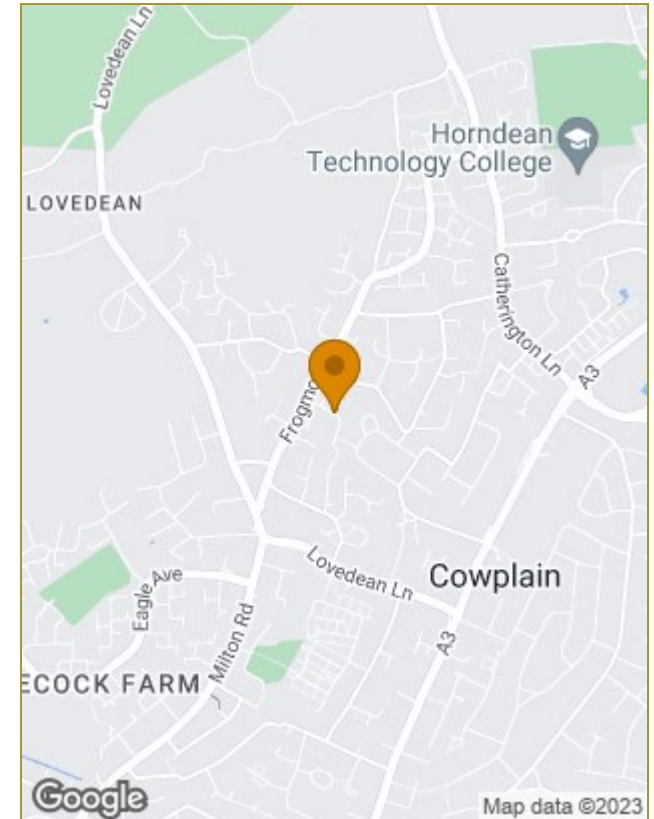 Lovedean Ln
Horndean
Technology College
LOVEDEAN
Catherington Ln
A3
Frogmo
Lovedean Ln
Cowplain
Eagle Ave
Milton Rd
A3
ECOCK FARM
Google
Map data ©2023